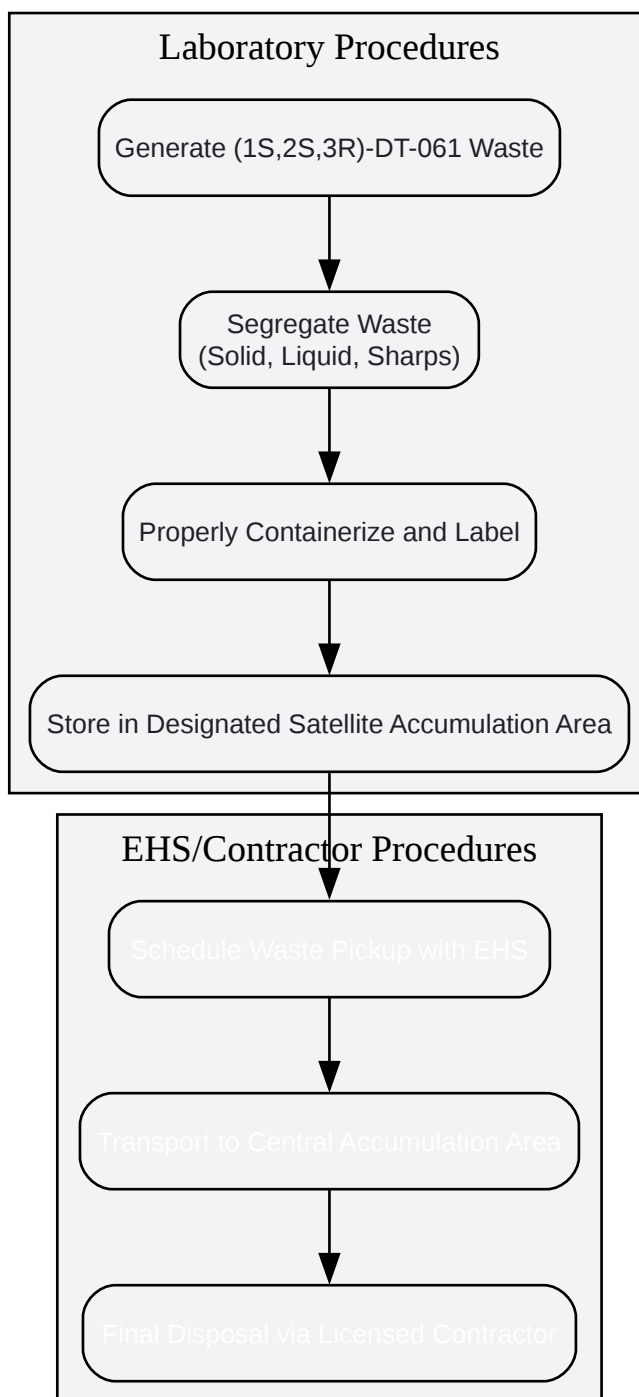 Laboratory Procedures
Generate (1S,2S,3R)-DT-061 Waste
Segregate Waste
(Solid, Liquid, Sharps)
Properly Containerize and Label
Store in Designated Satellite Accumulation Area
EHS/Contractor Procedures
Schedule Waste Pickup with EHS
Transport to Central Accumulation Area
Final Disposal via Licensed Contractor